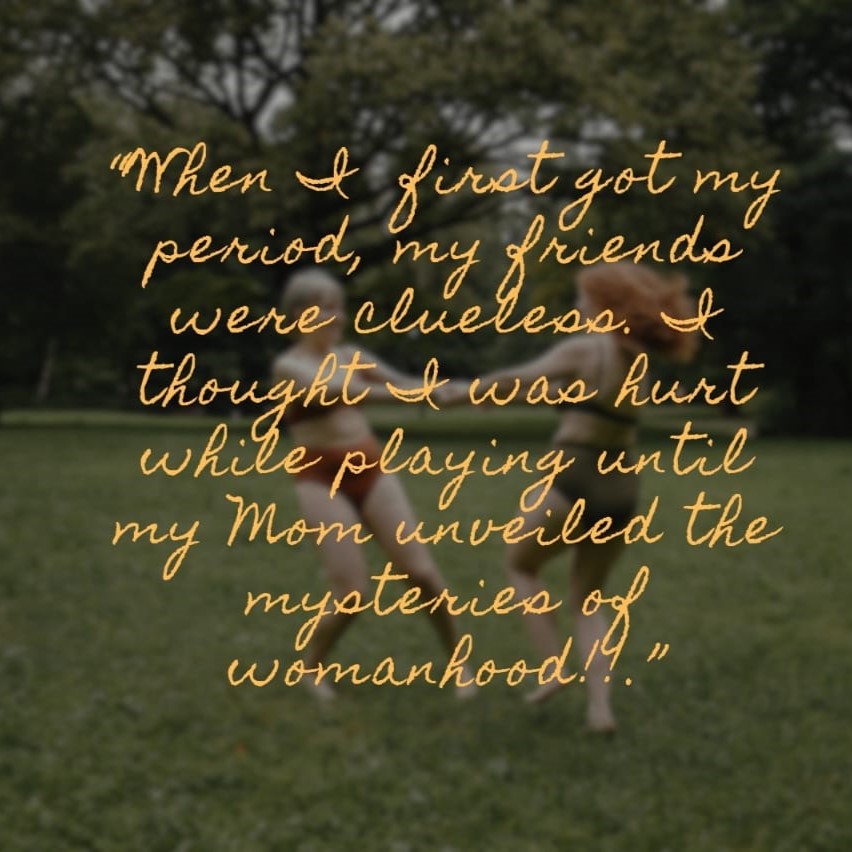 "When I first got my
period, my friends
were clueless. I
thought I was hurt
while playing until
my Mom unveiled the
mysteries of
womanhood!!."